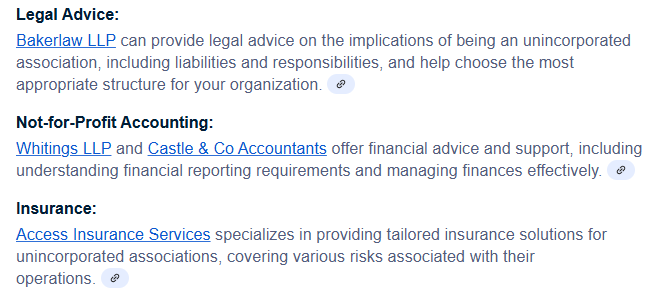 Legal Advice:
Bakerlaw LLP can provide legal advice on the implications of being an unincorporated
association, including liabilities and responsibilities, and help choose the most
appropriate structure for your organization.
Not-for-Profit Accounting:
Whitings LLP and Castle & Co Accountants offer financial advice and support, including
understanding financial reporting requirements and managing finances effectively.
Insurance:
Access Insurance Services specializes in providing tailored insurance solutions for
unincorporated associations, covering various risks associated with their
operations.